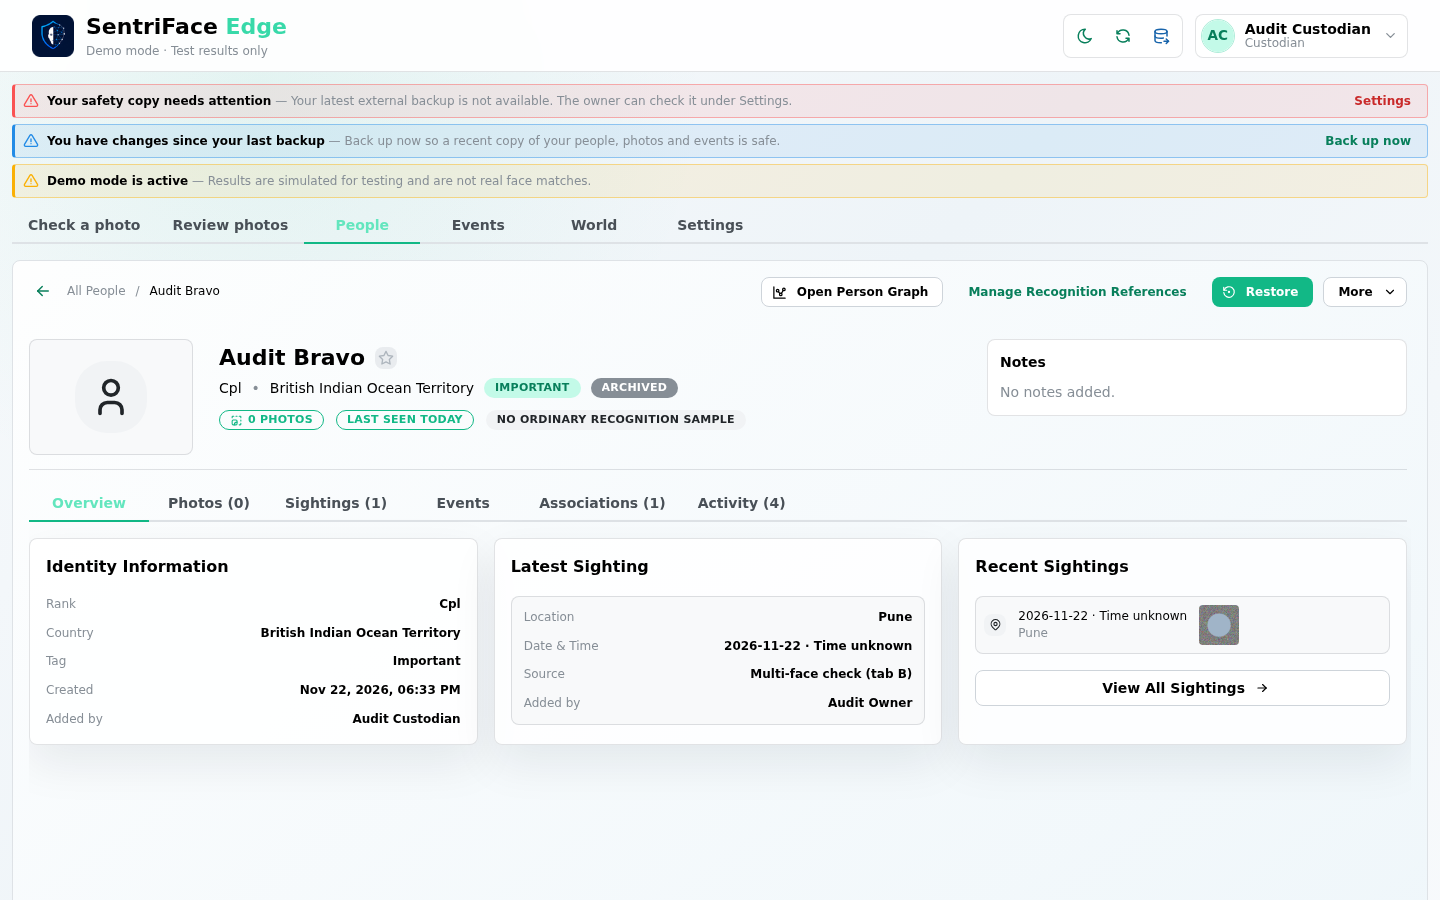 SentriFace Edge
Demo mode · Test results only
AC
Audit Custodian
Custodian
Your safety copy needs attention — Your latest external backup is not available. The owner can check it under Settings.
Settings
You have changes since your last backup — Back up now so a recent copy of your people, photos and events is safe.
Back up now
Demo mode is active — Results are simulated for testing and are not real face matches.
Check a photo
Review photos
People
Events
World
Settings
All People / Audit Bravo
Open Person Graph
Manage Recognition References
Restore
More
Audit Bravo
Cpl • British Indian Ocean Territory
IMPORTANT
ARCHIVED
0 PHOTOS
LAST SEEN TODAY
NO ORDINARY RECOGNITION SAMPLE
Notes
No notes added.
Overview
Photos (0)
Sightings (1)
Events
Associations (1)
Activity (4)
Identity Information
Rank Cpl
Country British Indian Ocean Territory
Tag Important
Created Nov 22, 2026, 06:33 PM
Added by Audit Custodian
Latest Sighting
Location Pune
Date & Time 2026-11-22 · Time unknown
Source Multi-face check (tab B)
Added by Audit Owner
Recent Sightings
2026-11-22 · Time unknown
Pune
View All Sightings